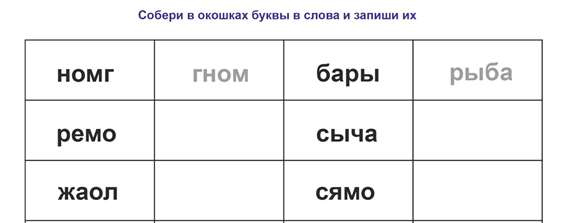 Собери в окошках буквы в слова и запиши их
номг гном бары рыба
ремо сыча
жаол сямо